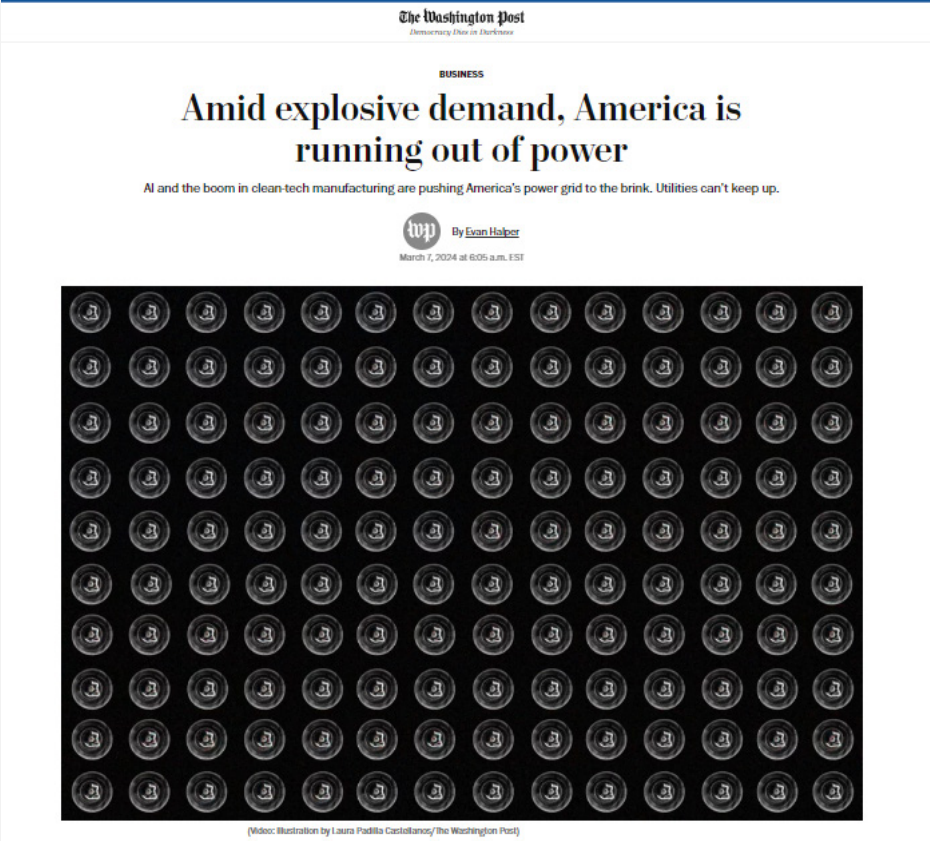 The Washington Post
Democracy Dies in Darkness
BUSINESS
Amid explosive demand, America is
running out of power
AI and the boom in clean-tech manufacturing are pushing America's power grid to the brink. Utilities can't keep up.
wp
By Evan Halper
March 7, 2024 at 6:05 a.m. EST
(Video: Illustration by Laura Padilla Castellanos/The Washington Post)